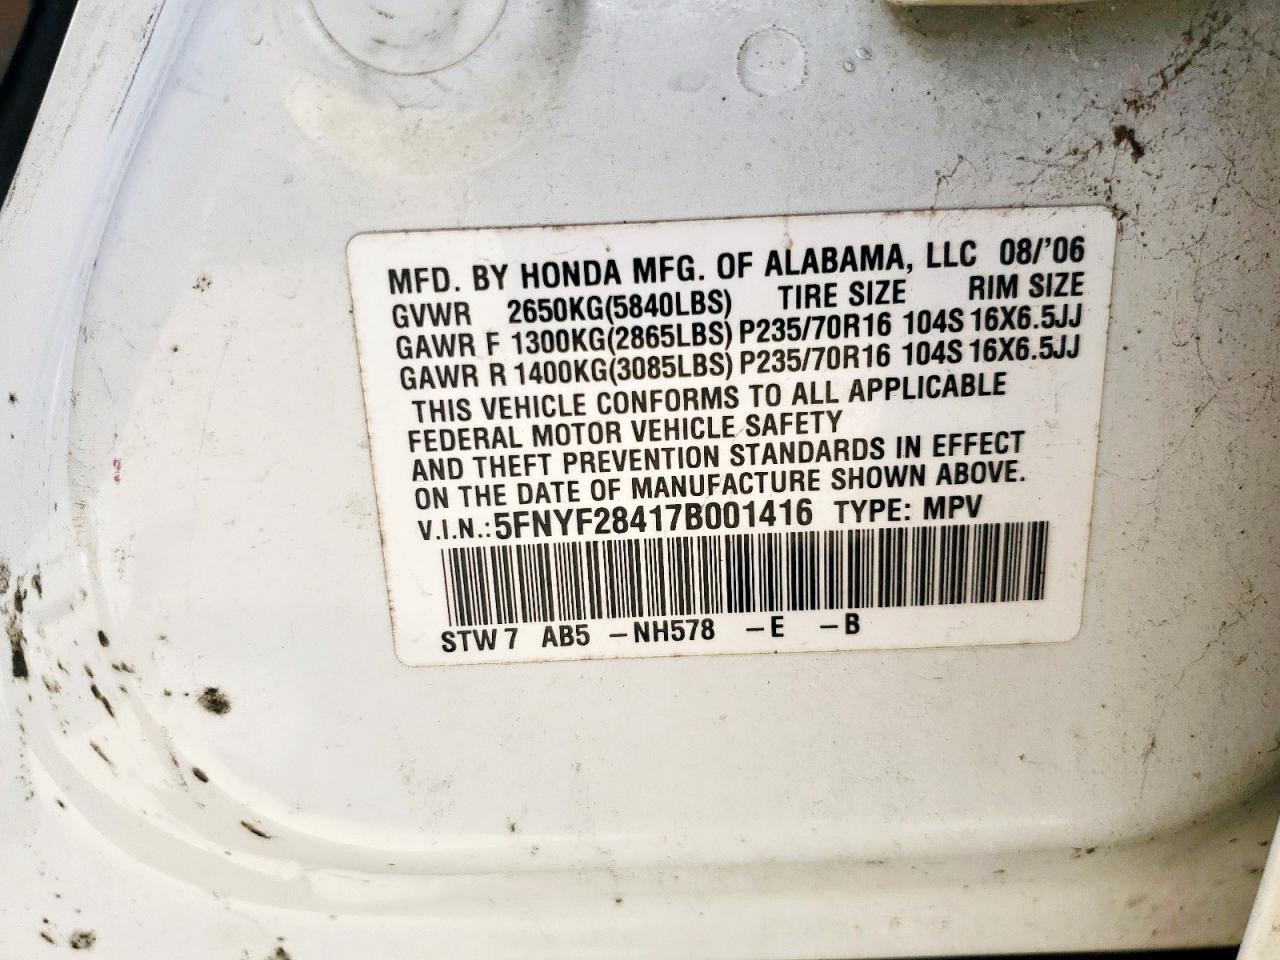 MFD. BY HONDA MFG. OF ALABAMA, LLC 08/'06
GVWR 2650KG(5840LBS) TIRE SIZE RIM SIZE
GAWR F 1300KG(2865LBS) P235/70R16 104S 16X6.5JJ
GAWR R 1400KG(3085LBS) P235/70R16 104S 16X6.5JJ
THIS VEHICLE CONFORMS TO ALL APPLICABLE
FEDERAL MOTOR VEHICLE SAFETY
AND THEFT PREVENTION STANDARDS IN EFFECT
ON THE DATE OF MANUFACTURE SHOWN ABOVE.
V.I.N.: 5FNYF28417B001416 TYPE: MPV
STW7 AB5 -NH578 -E -B